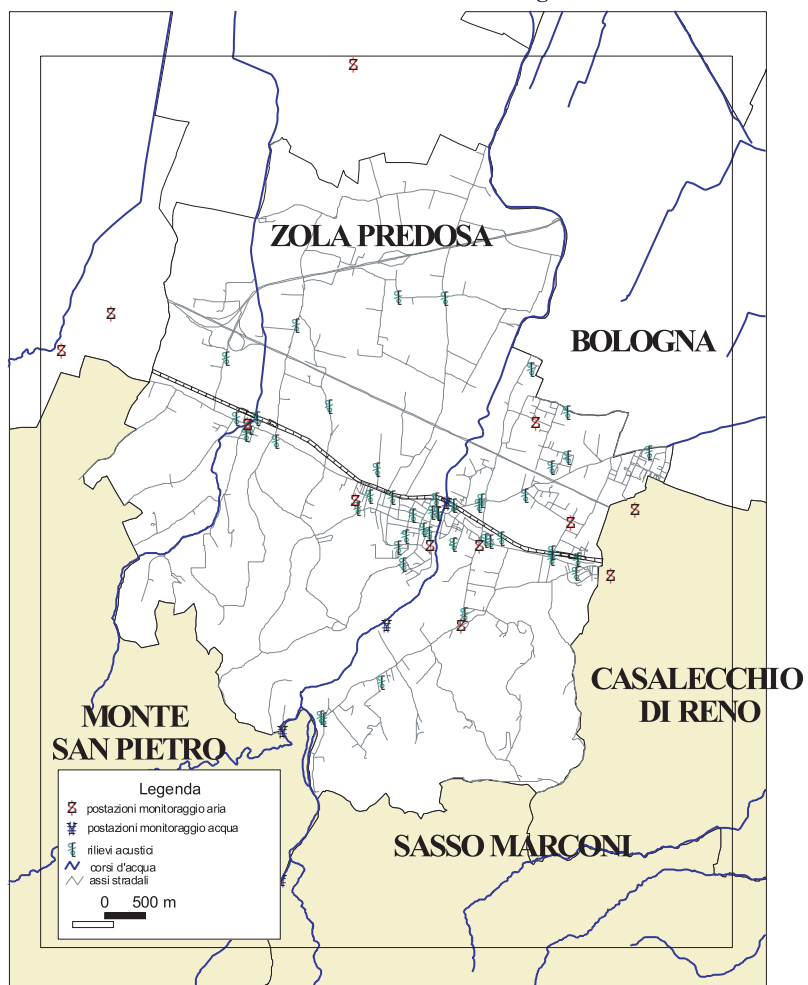 ZOLA PREDOSA
BOLOGNA
CASALECCHIO
DI RENO
MONTE
SAN PIETRO
SASSO MARCONI
Legenda
postazioni monitoraggio aria
postazioni monitoraggio acqua
rilievi acustici
corsi d'acqua
assi stradali
0 500 m